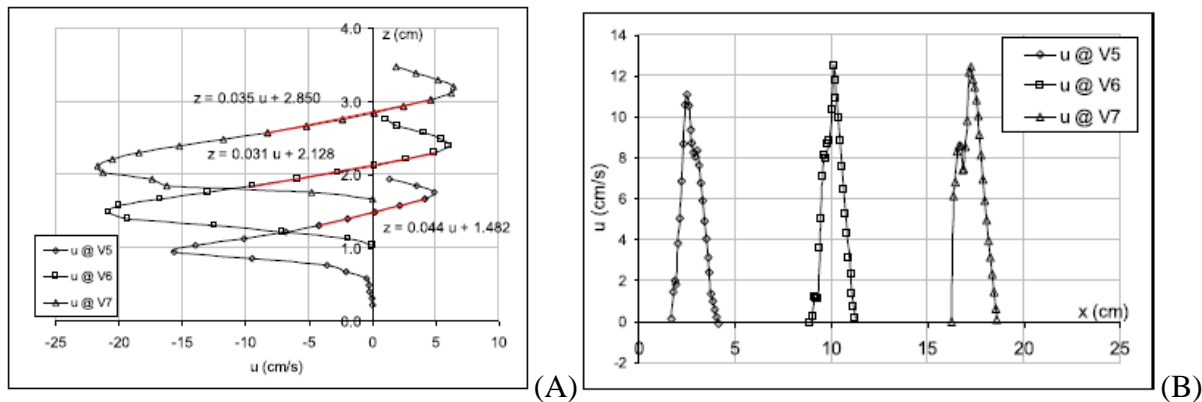 z (cm)
4.0
3.0
2.0
1.0
0.0
z = 0.035 u + 2.850
z = 0.031 u + 2.128
z = 0.044 u + 1.482
u @ V5
u @ V6
u @ V7
-25 -20 -15 -10 -5 0 5 10
u (cm/s)
(A)
14
12
10
8
6
4
2
0
-2
u (cm/s)
u @ V5
u @ V6
u @ V7
x (cm)
0 5 10 15 20 25
(B)